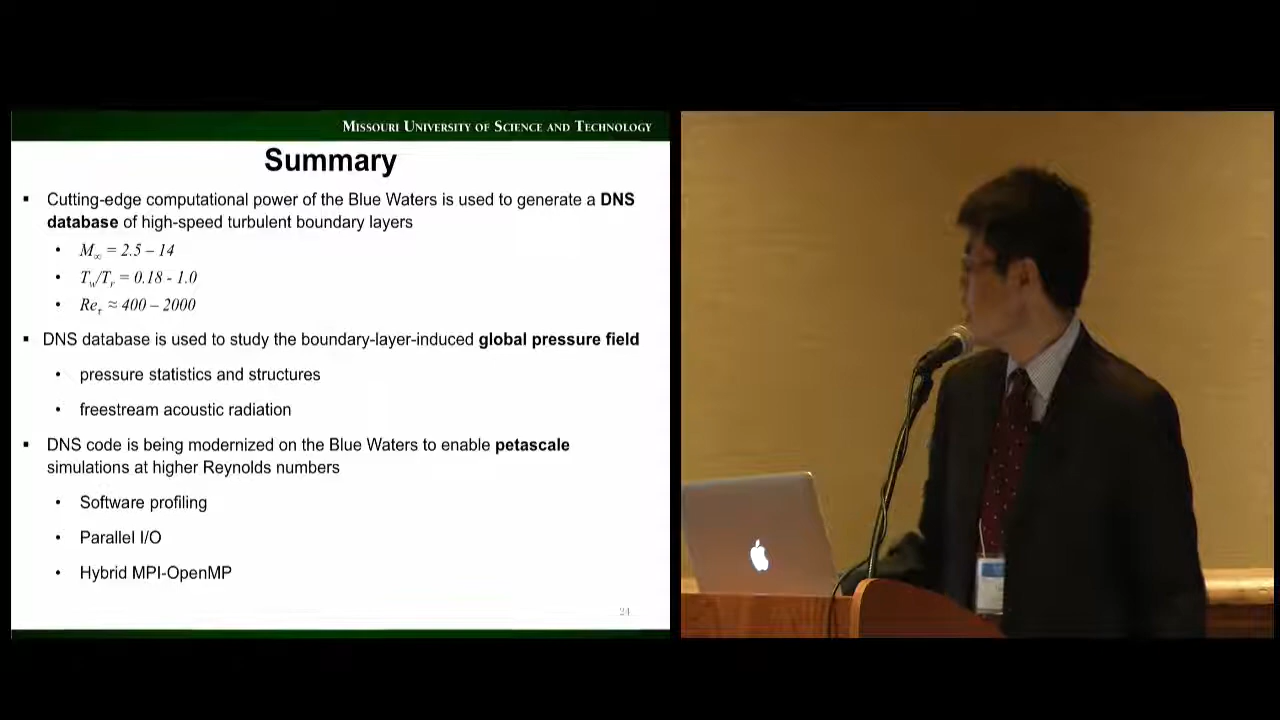 MISSOURI UNIVERSITY OF SCIENCE AND TECHNOLOGY
Summary
▪ Cutting-edge computational power of the Blue Waters is used to generate a DNS
database of high-speed turbulent boundary layers
• M∞ = 2.5 – 14
• Tw/Tr = 0.18 - 1.0
• Reτ ≈ 400 – 2000
▪ DNS database is used to study the boundary-layer-induced global pressure field
• pressure statistics and structures
• freestream acoustic radiation
▪ DNS code is being modernized on the Blue Waters to enable petascale
simulations at higher Reynolds numbers
• Software profiling
• Parallel I/O
• Hybrid MPI-OpenMP
24